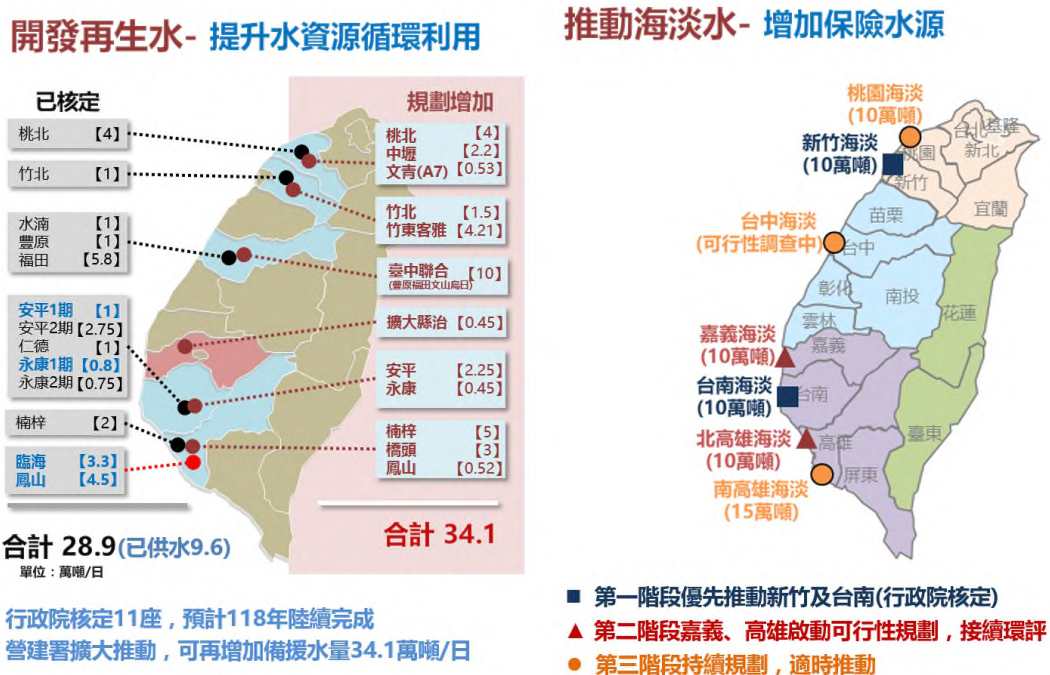 開發再生水- 提升水資源循環利用
已核定
桃北 【4】
竹北 【1】
水湳 【1】
豐原 【1】
福田 【5.8】
安平1期 【1】
安平2期【2.75】
仁德 【1】
永康1期【0.8】
永康2期【0.75】
楠梓 【2】
臨海 【3.3】
鳳山 【4.5】
合計 28.9(已供水9.6)
單位：萬噸/日
規劃增加
桃北 【4】
中壢 【2.2】
文青(A7)【0.53】
竹北 【1.5】
竹東客雅【4.21】
臺中聯合【10】
(豐原福田文山烏日)
擴大縣治【0.45】
安平 【2.25】
永康 【0.45】
楠梓 【5】
橋頭 【3】
鳳山 【0.52】
合計 34.1
行政院核定11座，預計118年陸續完成
營建署擴大推動，可再增加備援水量34.1萬噸/日
推動海淡水- 增加保險水源
桃園海淡
(10萬噸)
新竹海淡
(10萬噸)
台中海淡
(可行性調查中)
嘉義海淡
(10萬噸)
台南海淡
(10萬噸)
北高雄海淡
(10萬噸)
南高雄海淡
(15萬噸)
台北
基隆
桃園
新北
新竹
宜蘭
苗栗
台中
彰化
南投
花蓮
雲林
嘉義
台南
高雄
臺東
屏東
■ 第一階段優先推動新竹及台南(行政院核定)
▲ 第二階段嘉義、高雄啟動可行性規劃，接續環評
● 第三階段持續規劃，適時推動